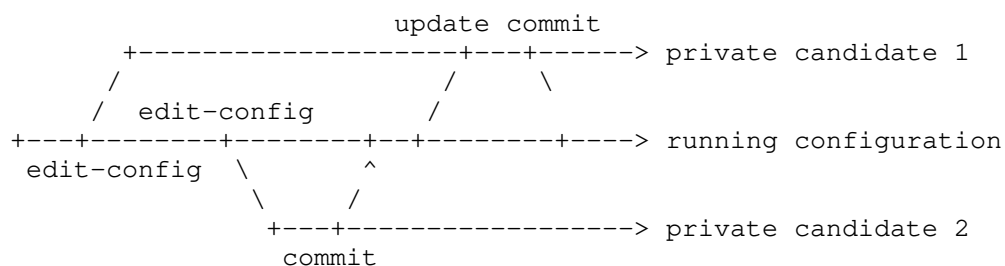 update commit
+---------------------+---+------> private candidate 1
/ / \
/ edit-config / 
+---+-------+--------+--+-------+----> running configuration
edit-config \ ^
\ /
+---+------------------> private candidate 2
commit